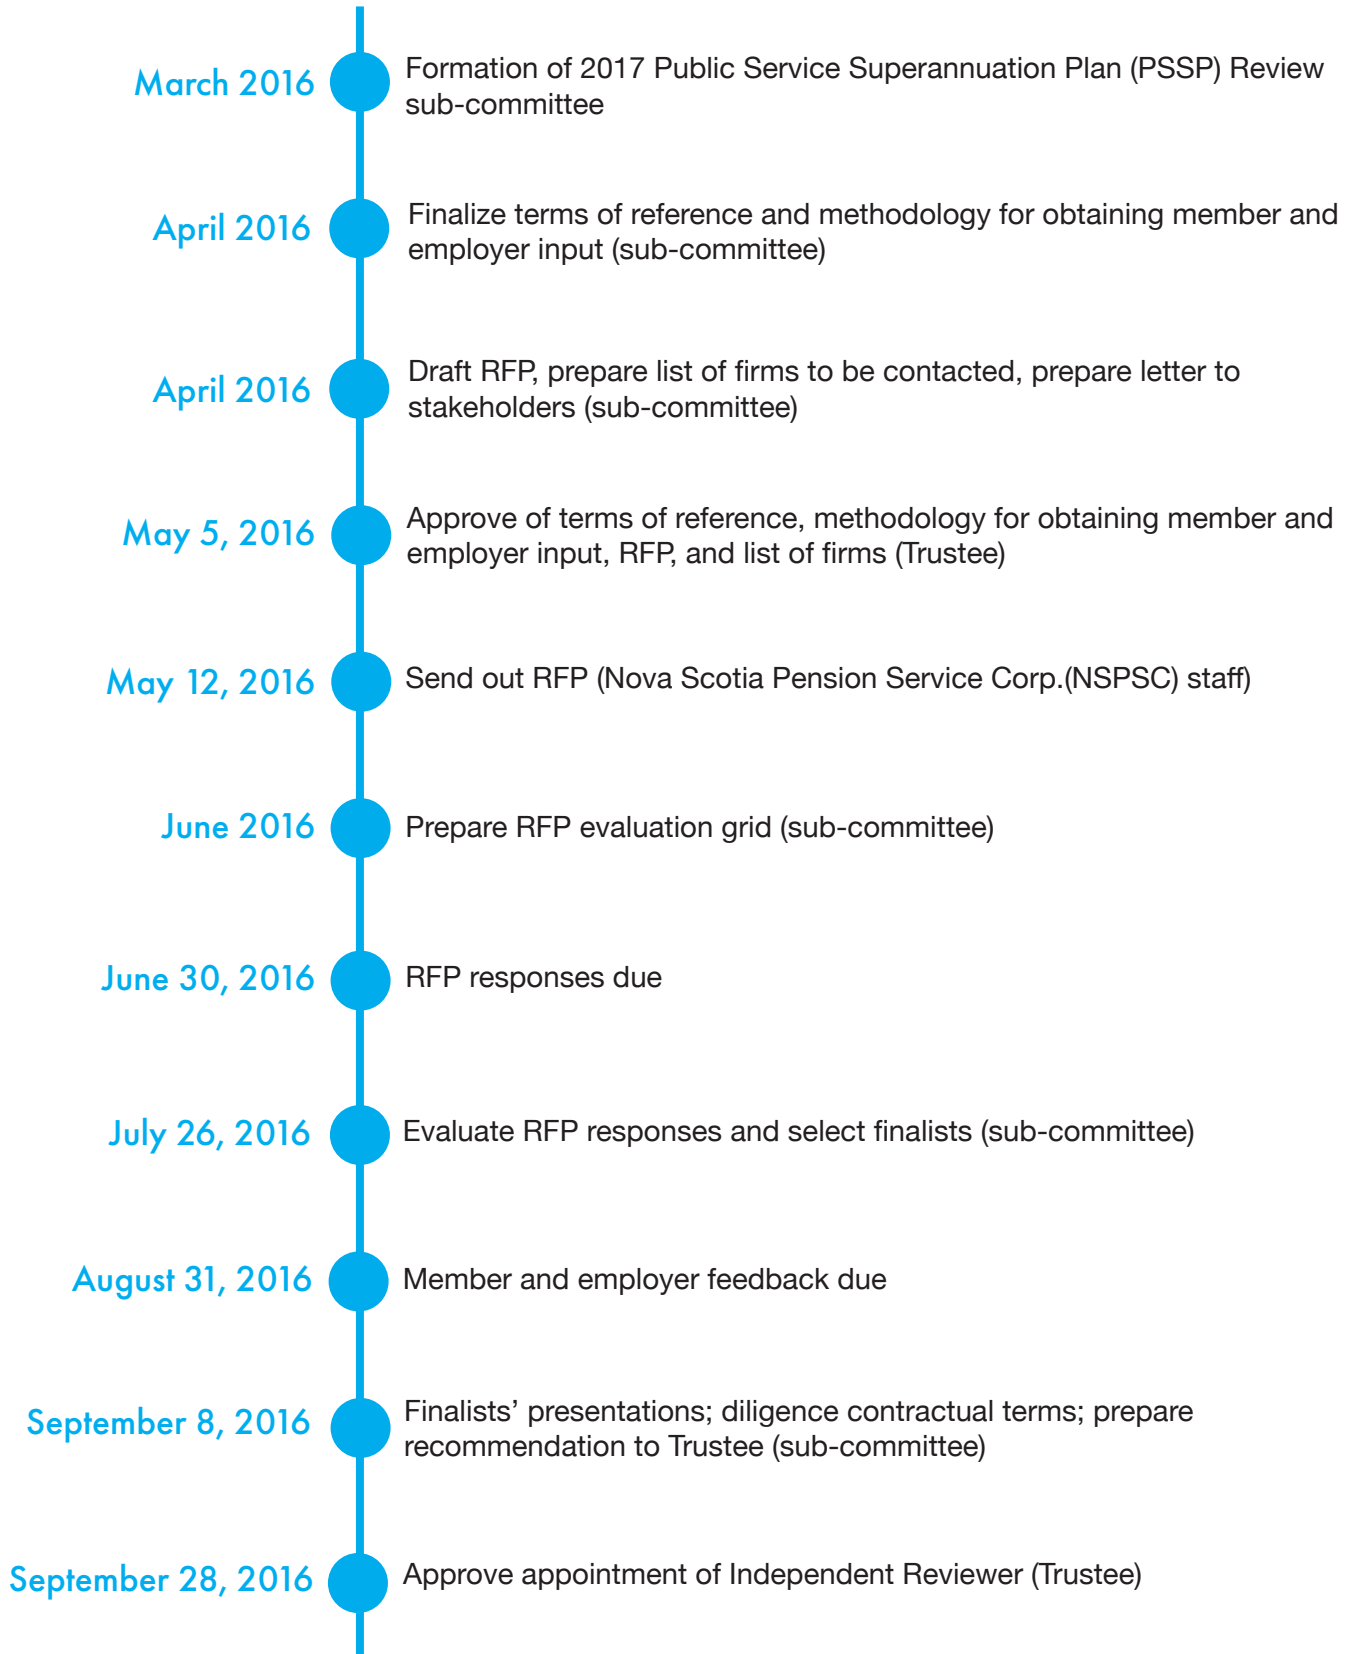 March 2016
Formation of 2017 Public Service Superannuation Plan (PSSP) Review
sub-committee
April 2016
Finalize terms of reference and methodology for obtaining member and
employer input (sub-committee)
April 2016
Draft RFP, prepare list of firms to be contacted, prepare letter to
stakeholders (sub-committee)
May 5, 2016
Approve of terms of reference, methodology for obtaining member and
employer input, RFP, and list of firms (Trustee)
May 12, 2016
Send out RFP (Nova Scotia Pension Service Corp.(NSPSC) staff)
June 2016
Prepare RFP evaluation grid (sub-committee)
June 30, 2016
RFP responses due
July 26, 2016
Evaluate RFP responses and select finalists (sub-committee)
August 31, 2016
Member and employer feedback due
September 8, 2016
Finalists’ presentations; diligence contractual terms; prepare
recommendation to Trustee (sub-committee)
September 28, 2016
Approve appointment of Independent Reviewer (Trustee)